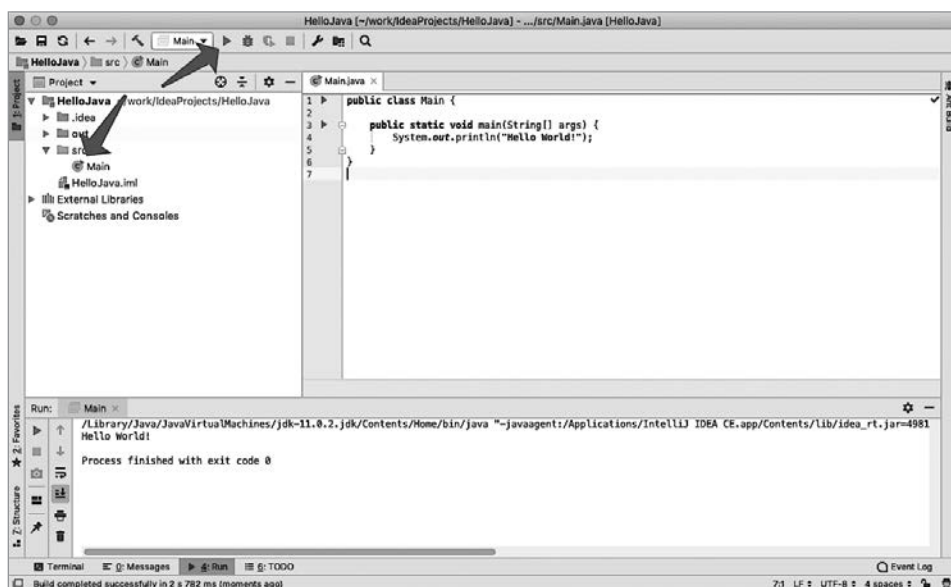 HelloJava [~/work/IdeaProjects/HelloJava] - .../src/Main.java [HelloJava]
Main
HelloJava src Main
1: Project
Project
HelloJava work/IdeaProjects/HelloJava
.idea
out
src
Main
HelloJava.iml
External Libraries
Scratches and Consoles
Main.java ×
1 public class Main {
2
3 public static void main(String[] args) {
4 System.out.println("Hello World!");
5 }
6 }
7
Ant Build
2: Favorites
Z: Structure
Run: Main ×
/Library/Java/JavaVirtualMachines/jdk-11.0.2.jdk/Contents/Home/bin/java "-javaagent:/Applications/IntelliJ IDEA CE.app/Contents/lib/idea_rt.jar=4981
Hello World!
Process finished with exit code 0
Terminal 0: Messages 4: Run 6: TODO Event Log
Build completed successfully in 2 s 782 ms (moments ago) 7:1 LF UTF-8 4 spaces